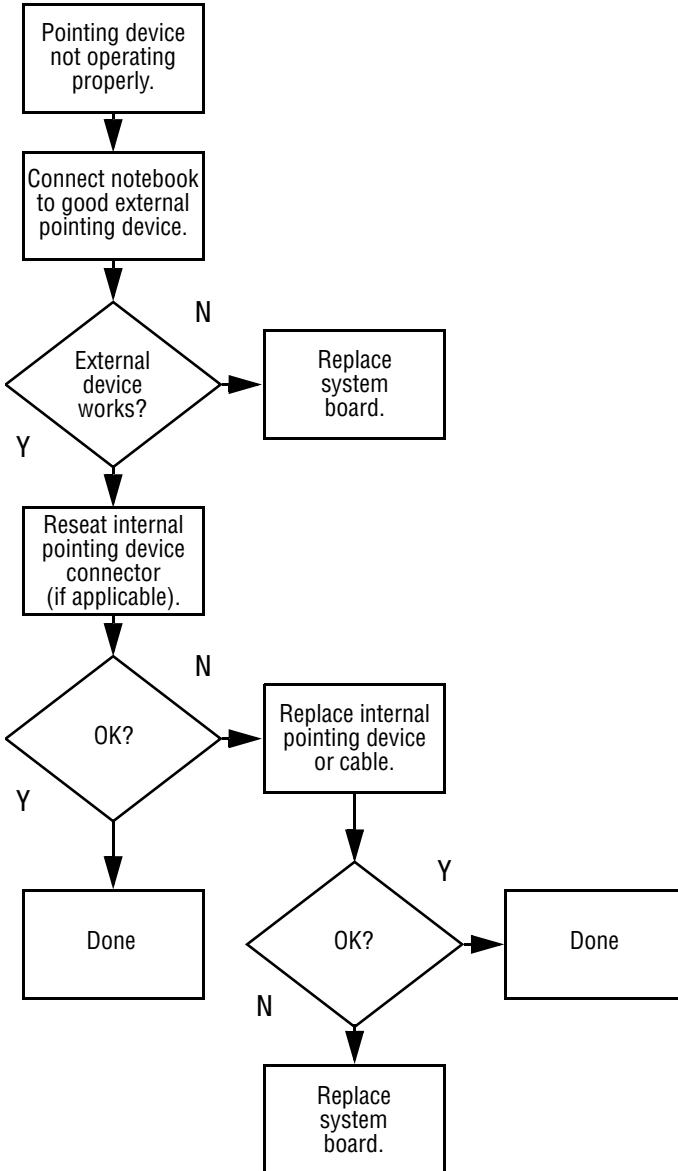 Pointing device
not operating
properly.
Connect notebook
to good external
pointing device.
N
External
device
works?
Replace
system
board.
Y
Reseat internal
pointing device
connector
(if applicable).
N
OK?
Replace internal
pointing device
or cable.
Y
Y
Done
OK?
Done
N
Replace
system
board.